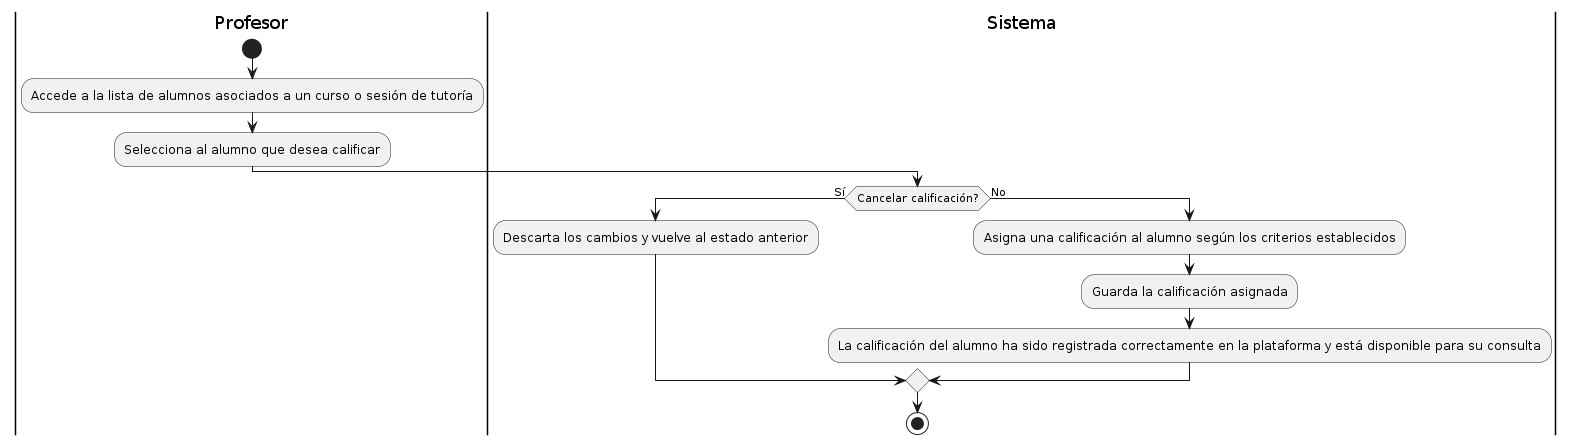 Profesor
Sistema
Accede a la lista de alumnos asociados a un curso o sesión de tutoría
Selecciona al alumno que desea calificar
Sí
Cancelar calificación?
No
Descarta los cambios y vuelve al estado anterior
Asigna una calificación al alumno según los criterios establecidos
Guarda la calificación asignada
La calificación del alumno ha sido registrada correctamente en la plataforma y está disponible para su consulta